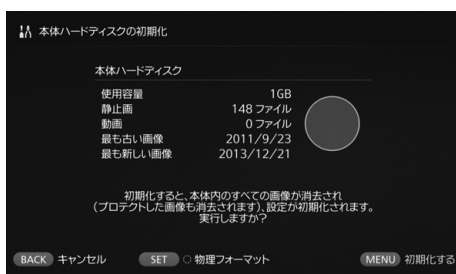 本体ハードディスクの初期化
本体ハードディスク
使用容量 1GB
静止画 148 ファイル
動画 0 ファイル
最も古い画像 2011/9/23
最も新しい画像 2013/12/21
初期化すると、本体内のすべての画像が消去され
(プロテクトした画像も消去されます)、設定が初期化されます。
実行しますか?
BACK キャンセル SET 物理フォーマット MENU 初期化する